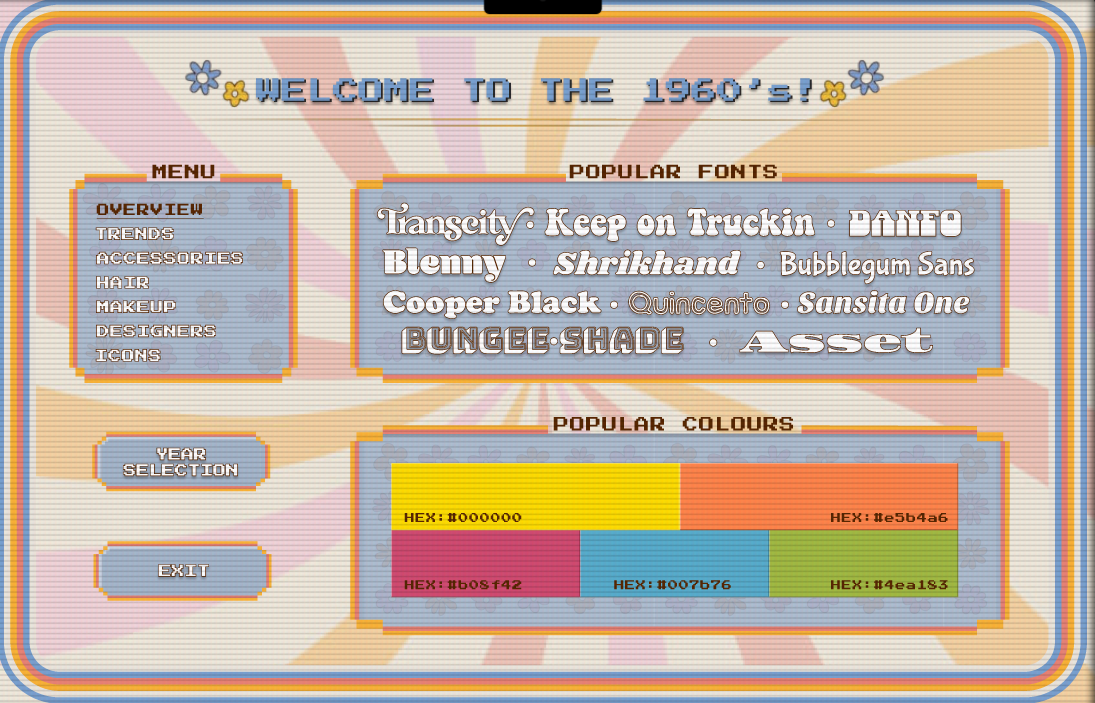 WELCOME TO THE 1960's!
MENU
OVERVIEW
TRENDS
ACCESSORIES
HAIR
MAKEUP
DESIGNERS
ICONS
YEAR
SELECTION
EXIT
POPULAR FONTS
Transcity · Keep on Truckin · DANFO
Blenny · Shrikhand · Bubblegum Sans
Cooper Black · Quincento · Sansita One
BUNGEE·SHADE · Asset
POPULAR COLOURS
HEX:#000000 HEX:#e5b4a6
HEX:#b08f42 HEX:#007b76 HEX:#4ea183